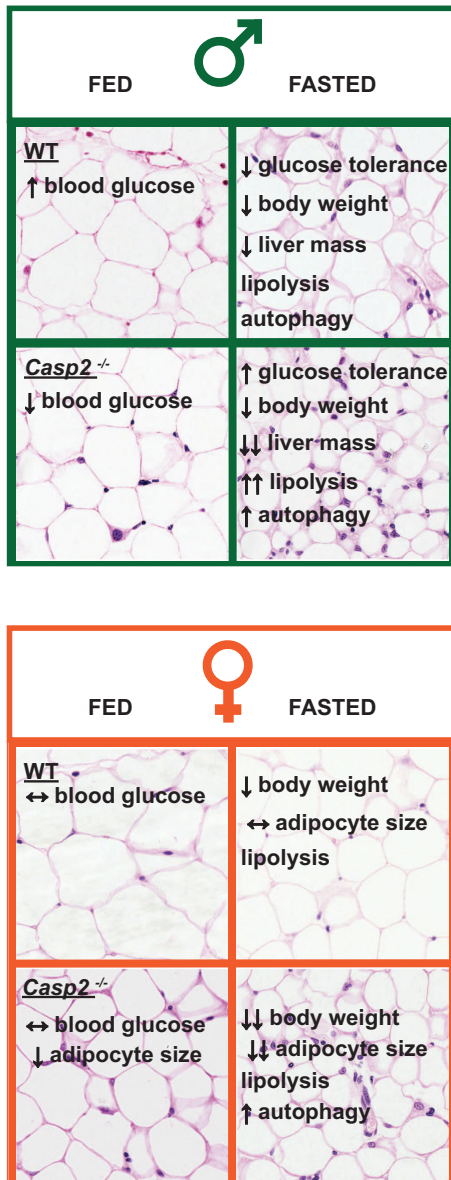 FED FASTED
WT
↑ blood glucose
↓ glucose tolerance
↓ body weight
↓ liver mass
lipolysis
autophagy
Casp2 -/-
↓ blood glucose
↑ glucose tolerance
↓ body weight
↓↓ liver mass
↑↑ lipolysis
↑ autophagy
FED FASTED
WT
↔ blood glucose
↓ body weight
↔ adipocyte size
lipolysis
Casp2 -/-
↔ blood glucose
↓ adipocyte size
↓↓ body weight
↓↓ adipocyte size
lipolysis
↑ autophagy